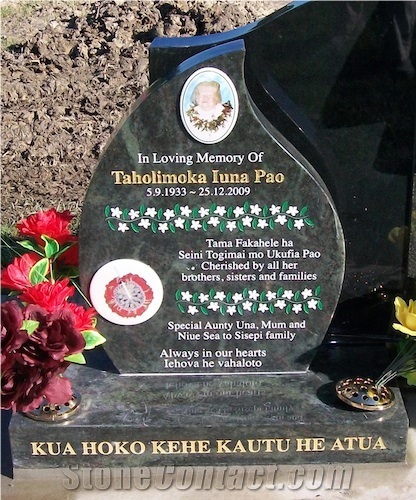 In Loving Memory Of
Taholimoka Iuna Pao
5.9.1933 ~ 25.12.2009
Tama Fakahele ha
Seini Togimai mo Ukufia Pao
Cherished by all her
brothers, sisters and families
Special Aunty Una, Mum and
Niue Sea to Sisepi family
Always in our hearts
Iehova he vahaloto
KUA HOKO KEHE KAUTU HE ATUA
StoneContact.com